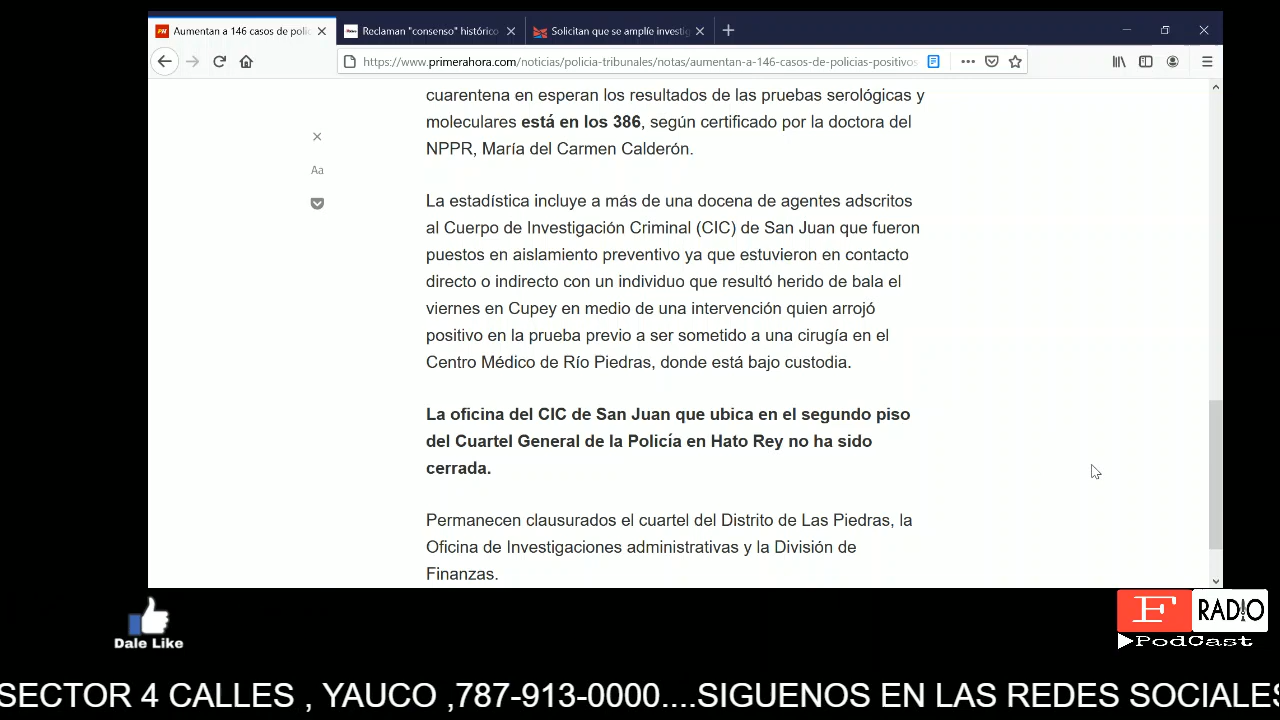 Aumentan a 146 casos de polic
Reclaman "consenso" histórico
Solicitan que se amplíe investig
https://www.primerahora.com/noticias/policia-tribunales/notas/aumentan-a-146-casos-de-policias-positivos
cuarentena en esperan los resultados de las pruebas serológicas y
moleculares está en los 386, según certificado por la doctora del
NPPR, María del Carmen Calderón.
Aa
La estadística incluye a más de una docena de agentes adscritos
al Cuerpo de Investigación Criminal (CIC) de San Juan que fueron
puestos en aislamiento preventivo ya que estuvieron en contacto
directo o indirecto con un individuo que resultó herido de bala el
viernes en Cupey en medio de una intervención quien arrojó
positivo en la prueba previo a ser sometido a una cirugía en el
Centro Médico de Río Piedras, donde está bajo custodia.
La oficina del CIC de San Juan que ubica en el segundo piso
del Cuartel General de la Policía en Hato Rey no ha sido
cerrada.
Permanecen clausurados el cuartel del Distrito de Las Piedras, la
Oficina de Investigaciones administrativas y la División de
Finanzas.
Dale Like
F RADIO
PodCast
SECTOR 4 CALLES , YAUCO ,787-913-0000....SIGUENOS EN LAS REDES SOCIALES